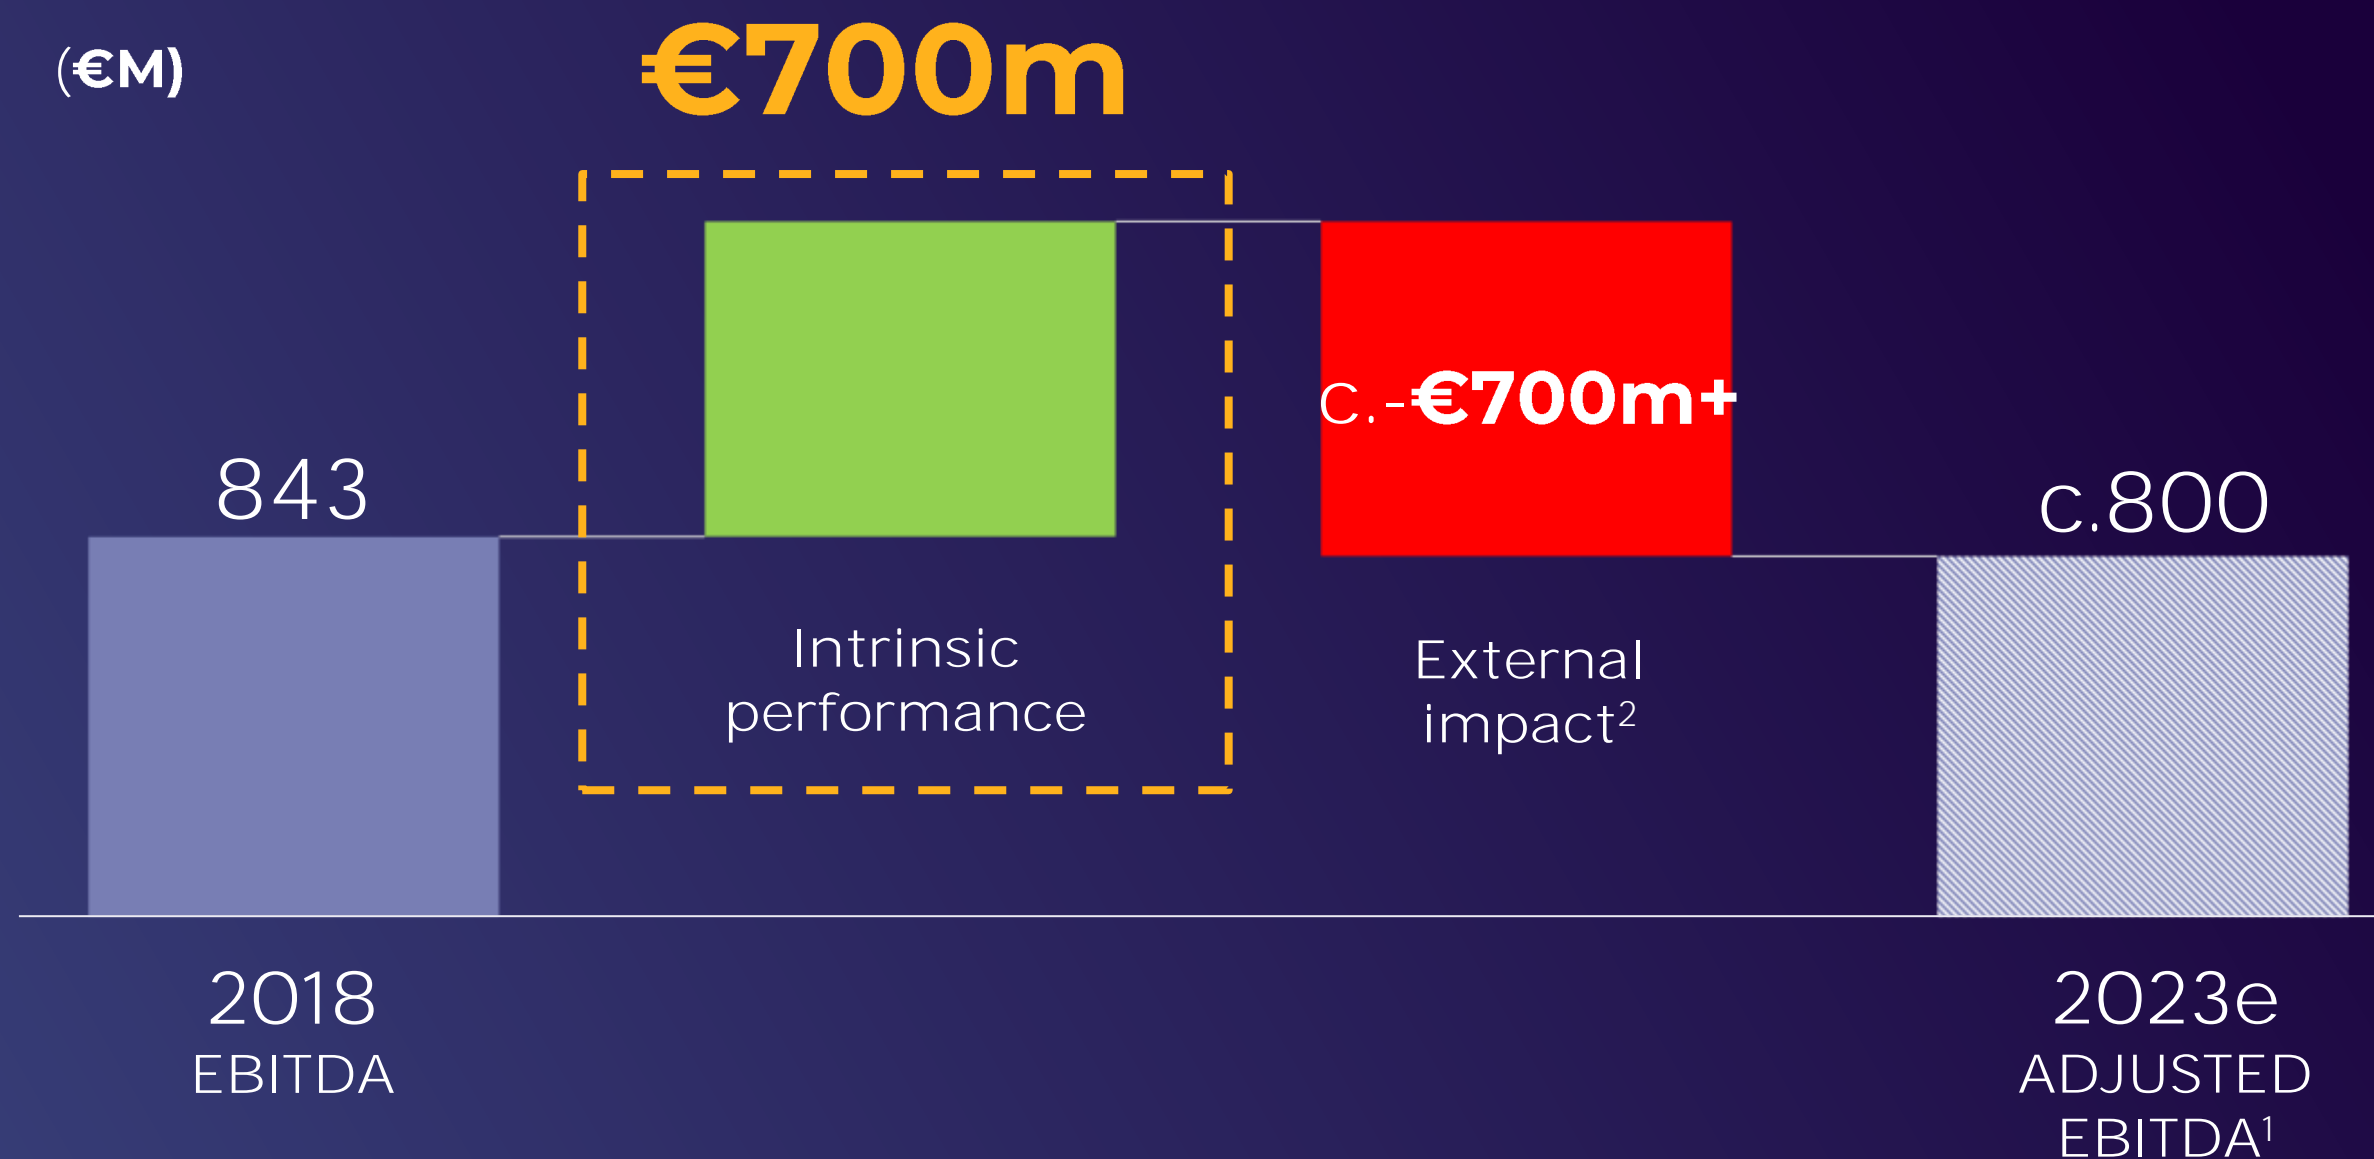 (€M)
€700m
843
c.-€700m+
c.800
Intrinsic
performance
External
impact²
2018
EBITDA
2023e
ADJUSTED
EBITDA¹